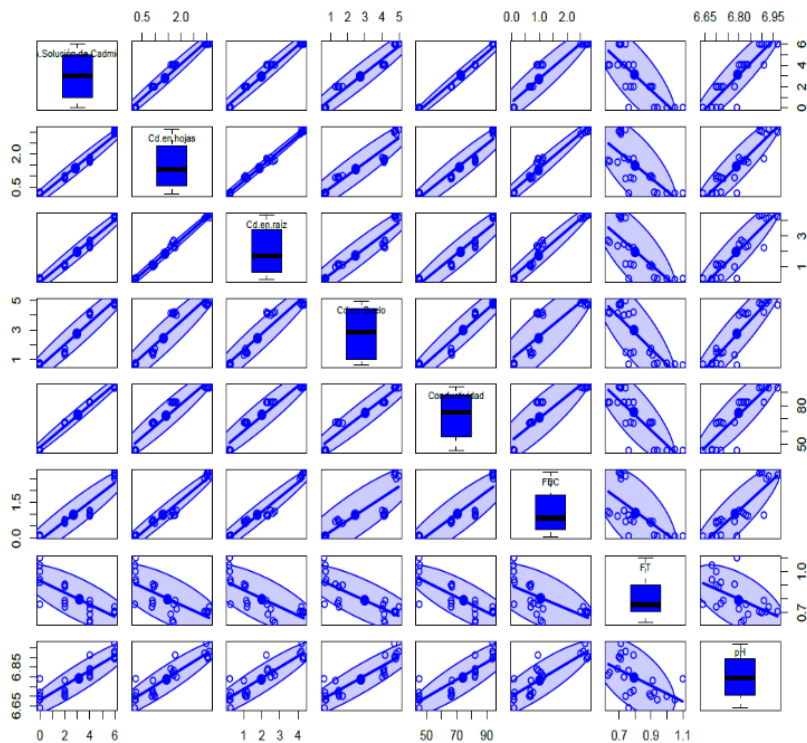 0.5 2.0 1 2 3 4 5 0.0 1.0 2.0 6.65 6.80 6.95
.Solución de Cadmi
0 2 4 6
0.5 2.0
Cd.en.hojas
Cd.en.raíz
1 3
1 3 5
Cd.en.Suelo
Conductividad
50 80
0.0 1.5
FBC
FT
0.7 1.0
6.65 6.85
pH
0 2 4 6 1 2 3 4 50 70 90 0.7 0.9 1.1